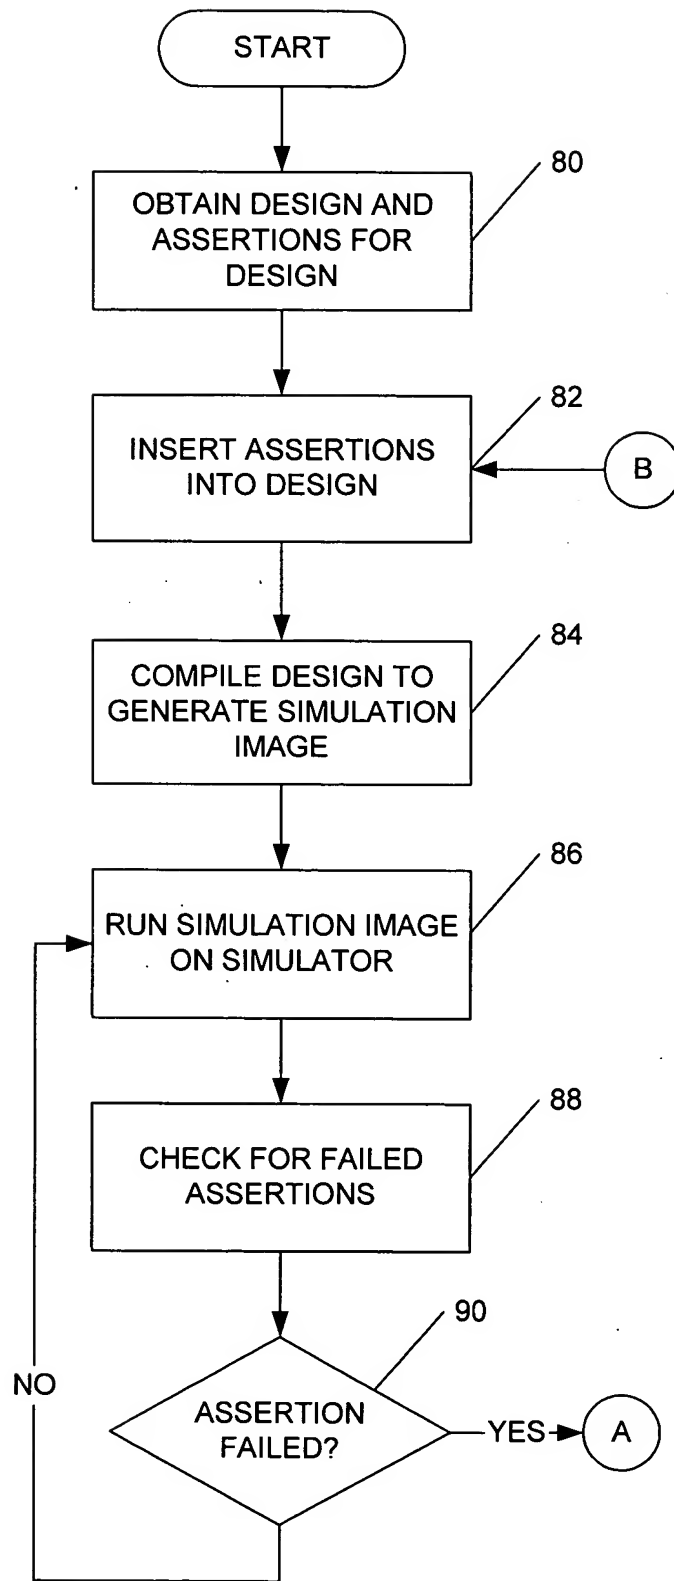 START
80
OBTAIN DESIGN AND
ASSERTIONS FOR
DESIGN
82
INSERT ASSERTIONS
INTO DESIGN
B
84
COMPILE DESIGN TO
GENERATE SIMULATION
IMAGE
86
RUN SIMULATION IMAGE
ON SIMULATOR
88
CHECK FOR FAILED
ASSERTIONS
90
NO
ASSERTION
FAILED?
YES
A